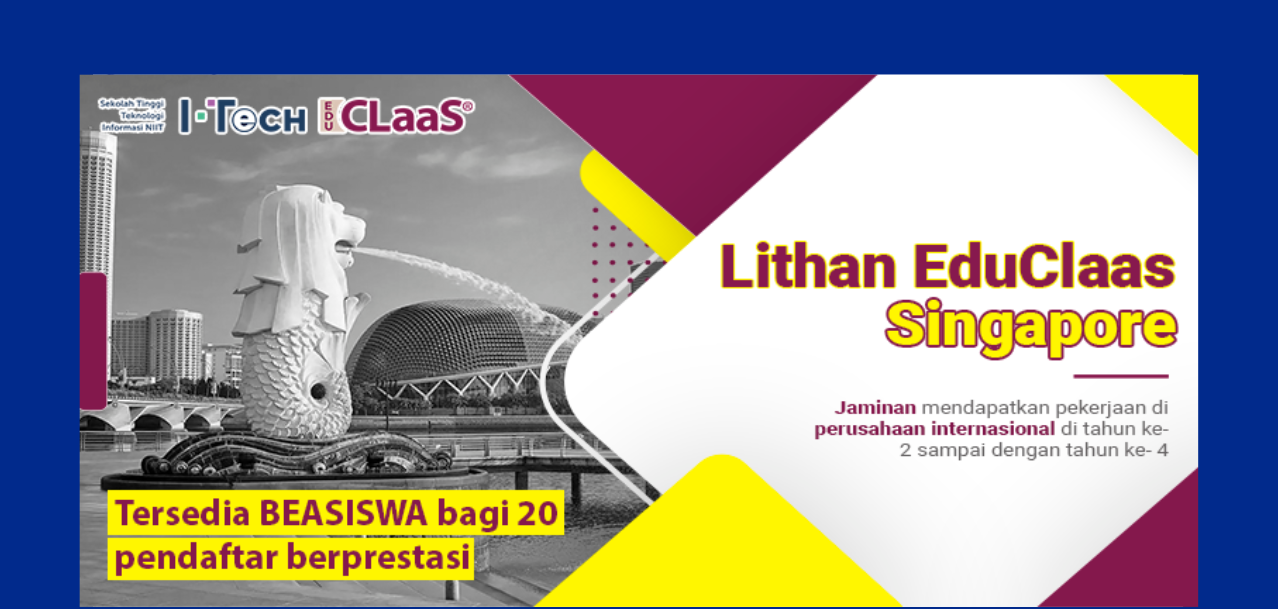 Sekolah Tinggi
Teknologi
Informasi NIIT
I-Tech
EDU CLaaS®
Lithan EduClaas
Singapore
Jaminan mendapatkan pekerjaan di
perusahaan internasional di tahun ke-
2 sampai dengan tahun ke- 4
Tersedia BEASISWA bagi 20
pendaftar berprestasi